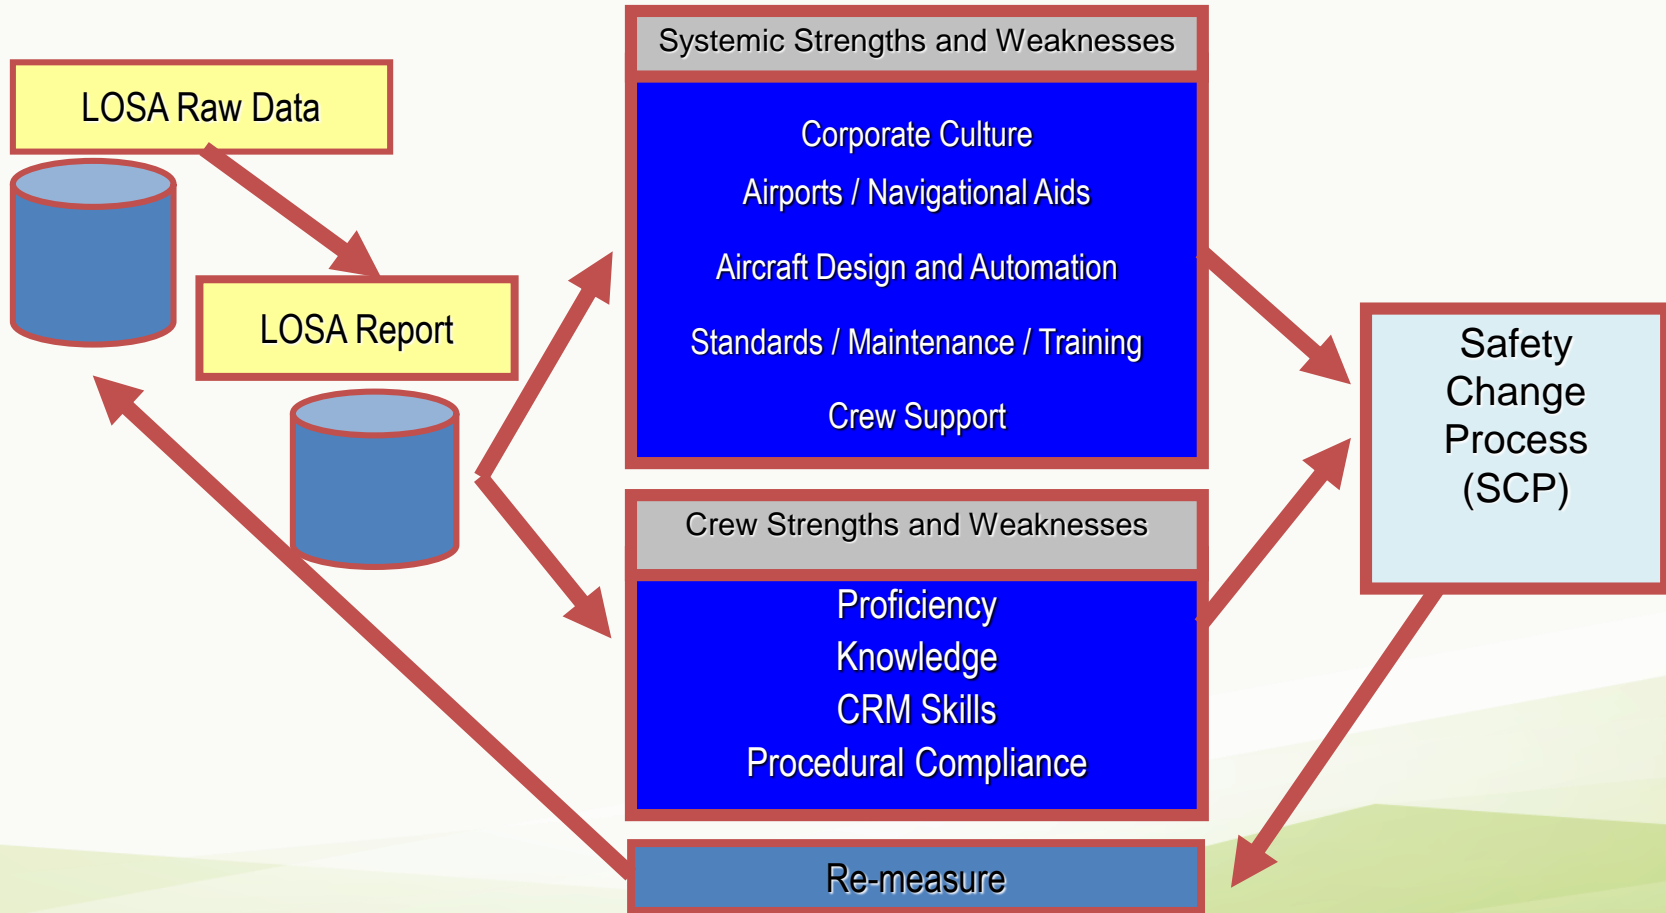 LOSA Raw Data
LOSA Report
Systemic Strengths and Weaknesses
Corporate Culture
Airports / Navigational Aids
Aircraft Design and Automation
Standards / Maintenance / Training
Crew Support
Crew Strengths and Weaknesses
Proficiency
Knowledge
CRM Skills
Procedural Compliance
Safety
Change
Process
(SCP)
Re-measure